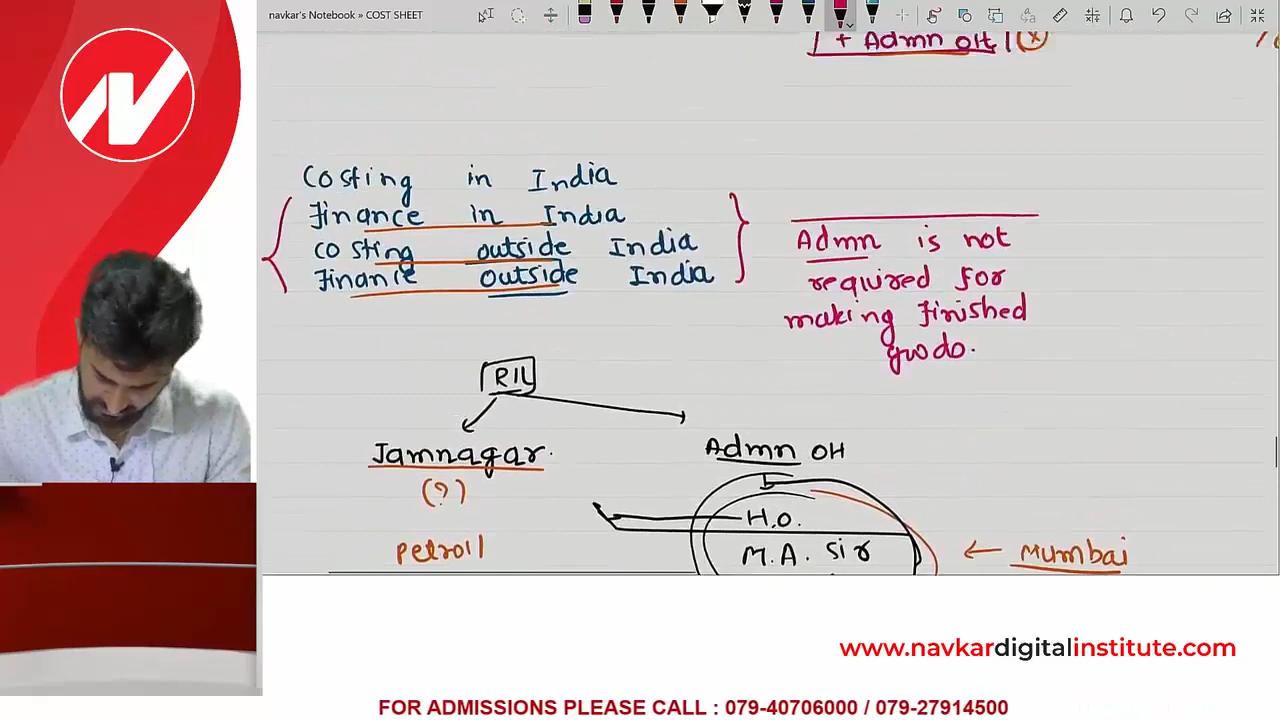 navkar's Notebook » COST SHEET
+ Admn OH (x)
Costing in India
Finance in India
costing outside India
Finance outside India
Admn is not
required for
making finished
goods.
RIL
Jamnagar.
Admn OH
(?)
H.O.
Petroil
M.A. Sir
Mumbai
www.navkardigitalinstitute.com
FOR ADMISSIONS PLEASE CALL : 079-40706000 / 079-27914500